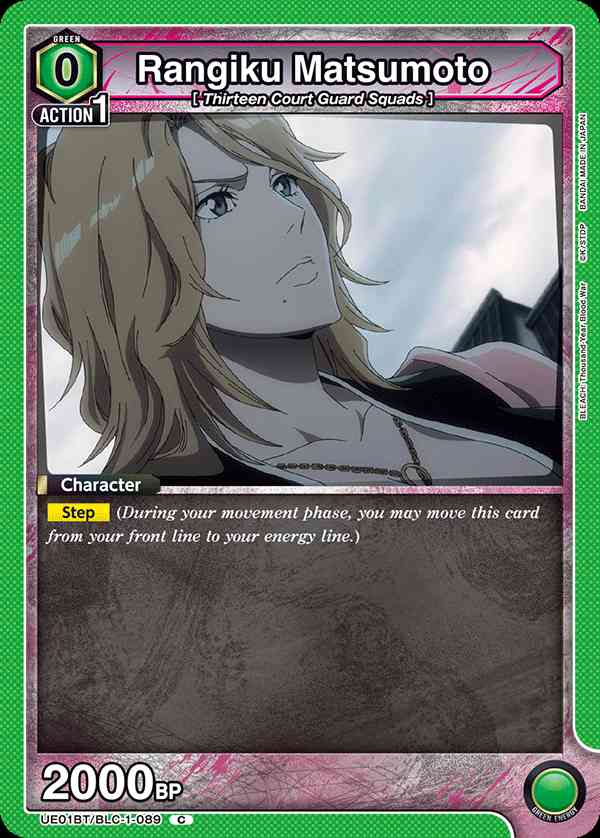 GREEN
0
ACTION 1
Rangiku Matsumoto
[ Thirteen Court Guard Squads ]
BLEACH: Thousand-Year Blood War ©K/STDP BANDAI MADE IN JAPAN
Character
Step (During your movement phase, you may move this card
from your front line to your energy line.)
2000BP
UE01BT/BLC-1-089 C
GREEN ENERGY